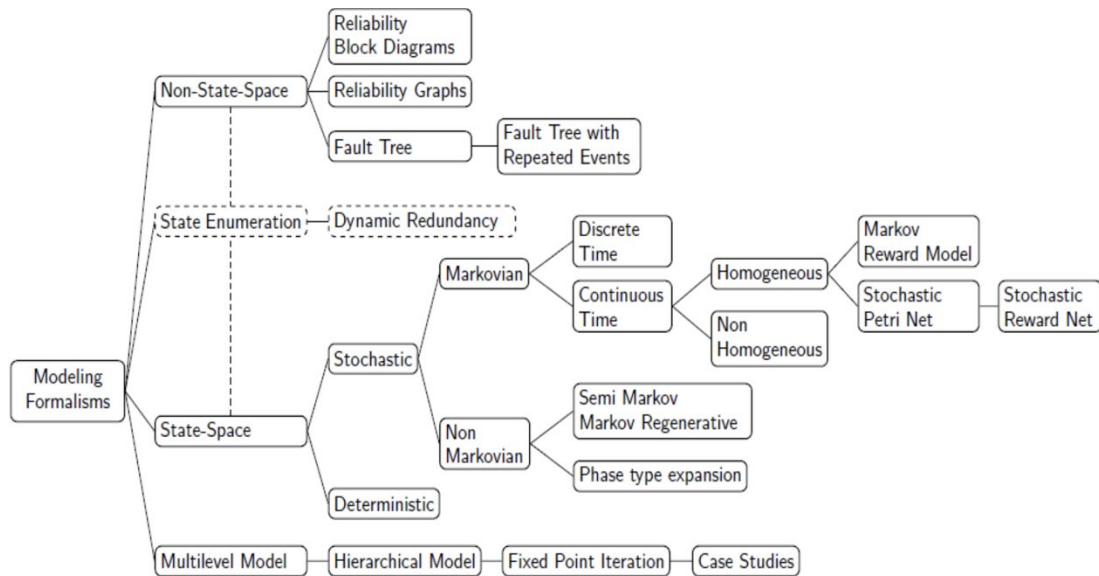 Reliability
Block Diagrams
Non-State-Space
Reliability Graphs
Fault Tree
Fault Tree with
Repeated Events
State Enumeration
Dynamic Redundancy
Discrete
Time
Markov
Reward Model
Markovian
Homogeneous
Continuous
Time
Stochastic
Petri Net
Stochastic
Reward Net
Non
Homogeneous
Stochastic
Modeling
Formalisms
Semi Markov
Markov Regenerative
State-Space
Non
Markovian
Phase type expansion
Deterministic
Multilevel Model
Hierarchical Model
Fixed Point Iteration
Case Studies